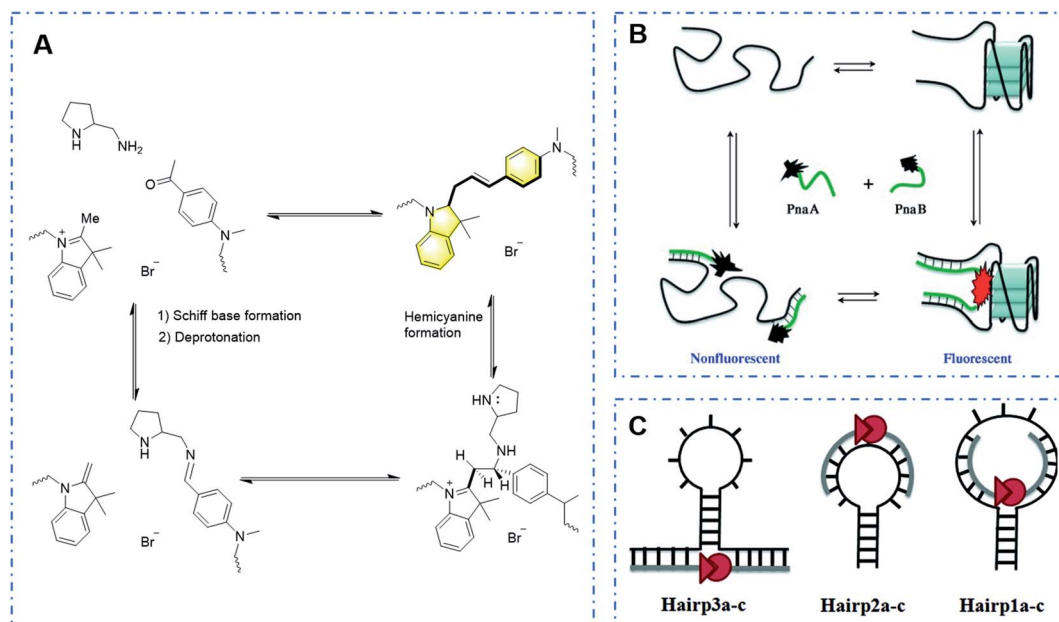 A
N
H
NH₂
O
Me
N
+
Br⁻
N
1) Schiff base formation
2) Deprotonation
N
N
Br⁻
Hemicyanine
formation
N
H
N
N
Br⁻
N
HN:
NH
H
H
N
+
Br⁻
B
PnaA
+
PnaB
Nonfluorescent
Fluorescent
C
Hairp3a-c
Hairp2a-c
Hairp1a-c